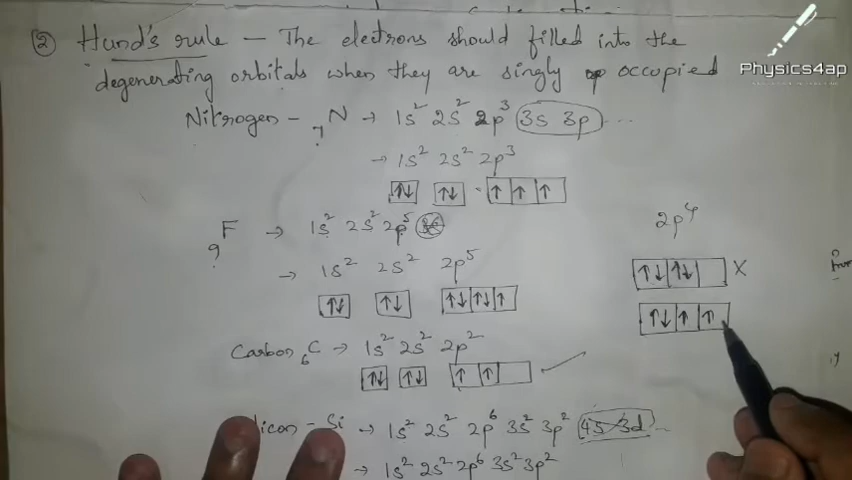 Physics4ap
② Hund's rule – The electrons should filled into the
degenerating orbitals when they are singly occupied
Nitrogen – ₇N → 1s² 2s² 2p³ 3s 3p ...
→ 1s² 2s² 2p³
↑↓ ↑↓ ↑ ↑ ↑
₉F → 1s² 2s² 2p⁵
→ 1s² 2s² 2p⁵
↑↓ ↑↓ ↑↓ ↑↓ ↑
2p⁴
↑↓ ↑↓ X
↑↓ ↑ ↑
Carbon ₆C → 1s² 2s² 2p²
↑↓ ↑↓ ↑ ↑
Si → 1s² 2s² 2p⁶ 3s² 3p² 4s 3d ...
→ 1s² 2s² 2p⁶ 3s² 3p²